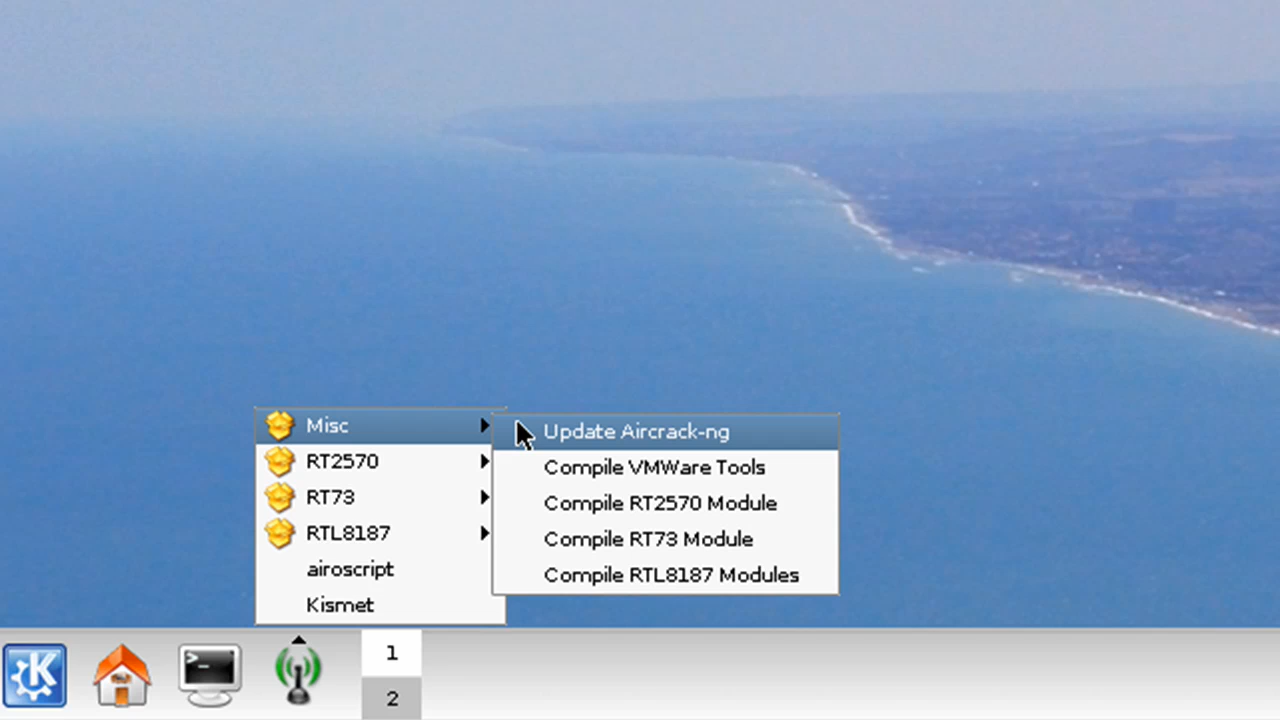 Misc
RT2570
RT73
RTL8187
airoscript
Kismet
Update Aircrack-ng
Compile VMWare Tools
Compile RT2570 Module
Compile RT73 Module
Compile RTL8187 Modules
1
2